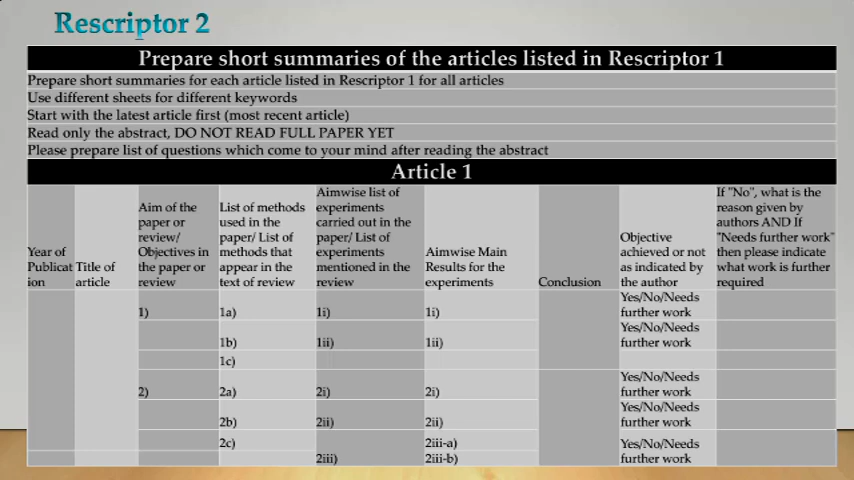 Rescriptor 2
Prepare short summaries of the articles listed in Rescriptor 1
Prepare short summaries for each article listed in Rescriptor 1 for all articles
Use different sheets for different keywords
Start with the latest article first (most recent article)
Read only the abstract, DO NOT READ FULL PAPER YET
Please prepare list of questions which come to your mind after reading the abstract
Article 1
Year of
Publicat
ion
Title of
article
Aim of the
paper or
review/
Objectives in
the paper or
review
List of methods
used in the
paper/ List of
methods that
appear in the
text of review
Aimwise list of
experiments
carried out in the
paper/ List of
experiments
mentioned in the
review
Aimwise Main
Results for the
experiments
Conclusion
Objective
achieved or not
as indicated by
the author
If "No", what is the
reason given by
authors AND If
"Needs further work"
then please indicate
what work is further
required
1)
1a)
1i)
1i)
Yes/No/Needs
further work
1b)
1ii)
1ii)
Yes/No/Needs
further work
1c)
2)
2a)
2i)
2i)
Yes/No/Needs
further work
2b)
2ii)
2ii)
Yes/No/Needs
further work
2c)
2iii-a)
Yes/No/Needs
further work
2iii)
2iii-b)